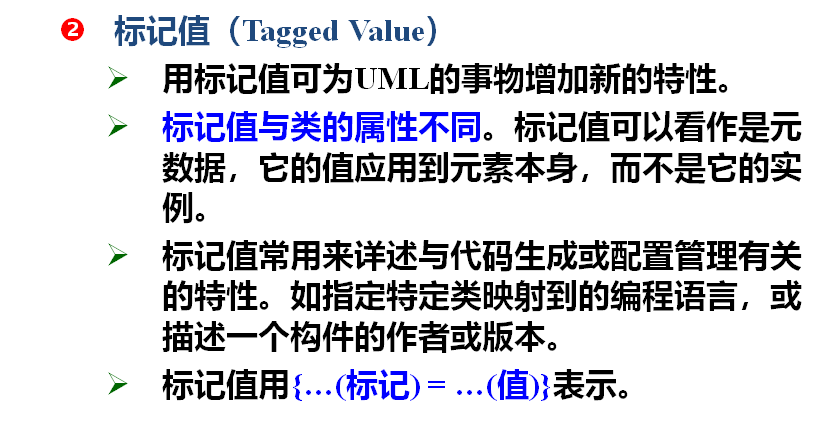 ❷ 标记值（Tagged Value）
➢ 用标记值可为UML的事物增加新的特性。
➢ 标记值与类的属性不同。标记值可以看作是元
数据，它的值应用到元素本身，而不是它的实
例。
➢ 标记值常用来详述与代码生成或配置管理有关
的特性。如指定特定类映射到的编程语言，或
描述一个构件的作者或版本。
➢ 标记值用{…(标记) = …(值)}表示。